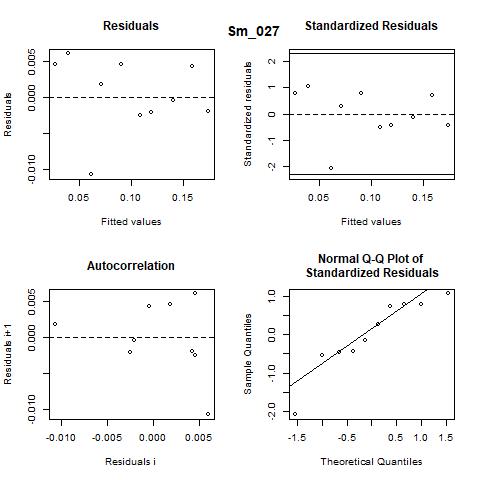 Sm_027
Residuals
Residuals
0.005
0.000
-0.010
0.05 0.10 0.15
Fitted values
Standardized Residuals
Standardized residuals
2
1
0
-1
-2
0.05 0.10 0.15
Fitted values
Autocorrelation
Residuals i+1
0.005
0.000
-0.010
-0.010 -0.005 0.000 0.005
Residuals i
Normal Q-Q Plot of
Standardized Residuals
Sample Quantiles
1.0
0.0
-1.0
-2.0
-1.5 -0.5 0.5 1.0 1.5
Theoretical Quantiles